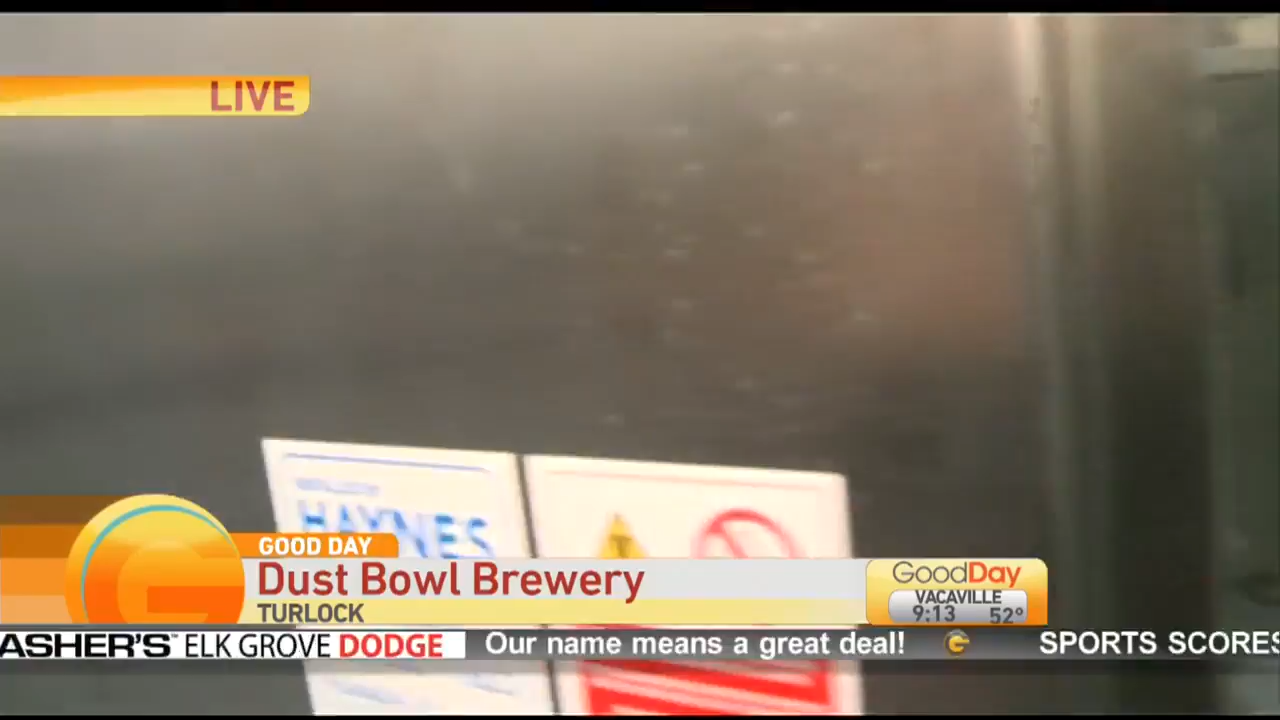 LIVE
HAYNES
GOOD DAY
Dust Bowl Brewery
TURLOCK
GoodDay
VACAVILLE
9:13 52°
ASHER'S™ ELK GROVE DODGE Our name means a great deal! SPORTS SCORES